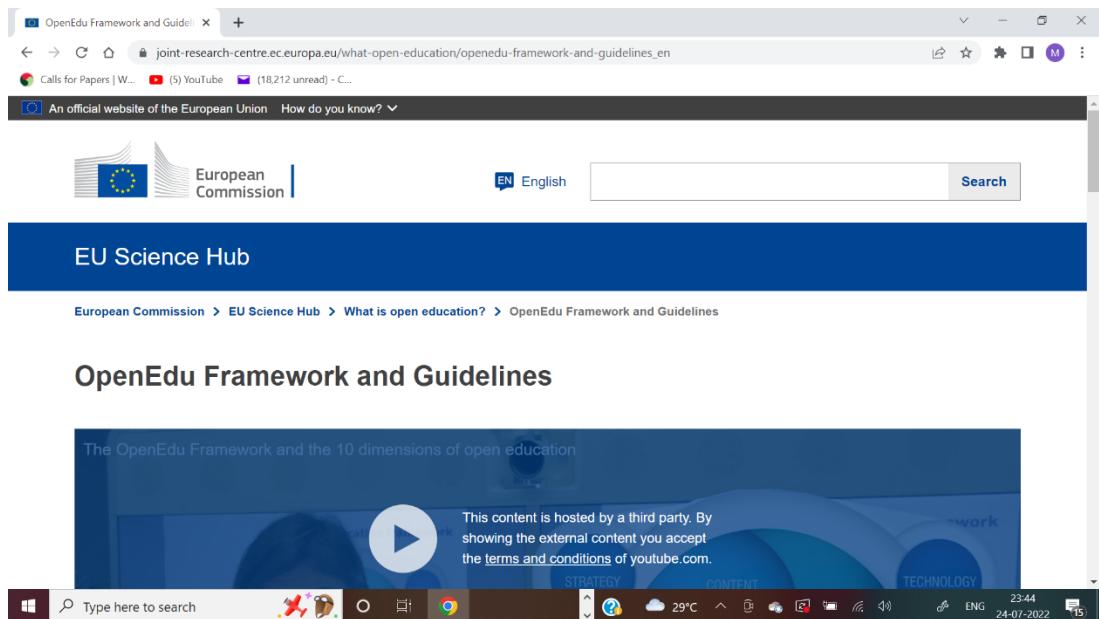 OpenEdu Framework and Guideli
joint-research-centre.ec.europa.eu/what-open-education/openedu-framework-and-guidelines_en
M
Calls for Papers | W... (5) YouTube (18,212 unread) - C...
An official website of the European Union How do you know?
European
Commission
EN English
Search
EU Science Hub
European Commission > EU Science Hub > What is open education? > OpenEdu Framework and Guidelines
OpenEdu Framework and Guidelines
The OpenEdu Framework and the 10 dimensions of open education
This content is hosted by a third party. By
showing the external content you accept
the terms and conditions of youtube.com.
STRATEGY CONTENT TECHNOLOGY
Type here to search
29°C
ENG
23:44
24-07-2022
15